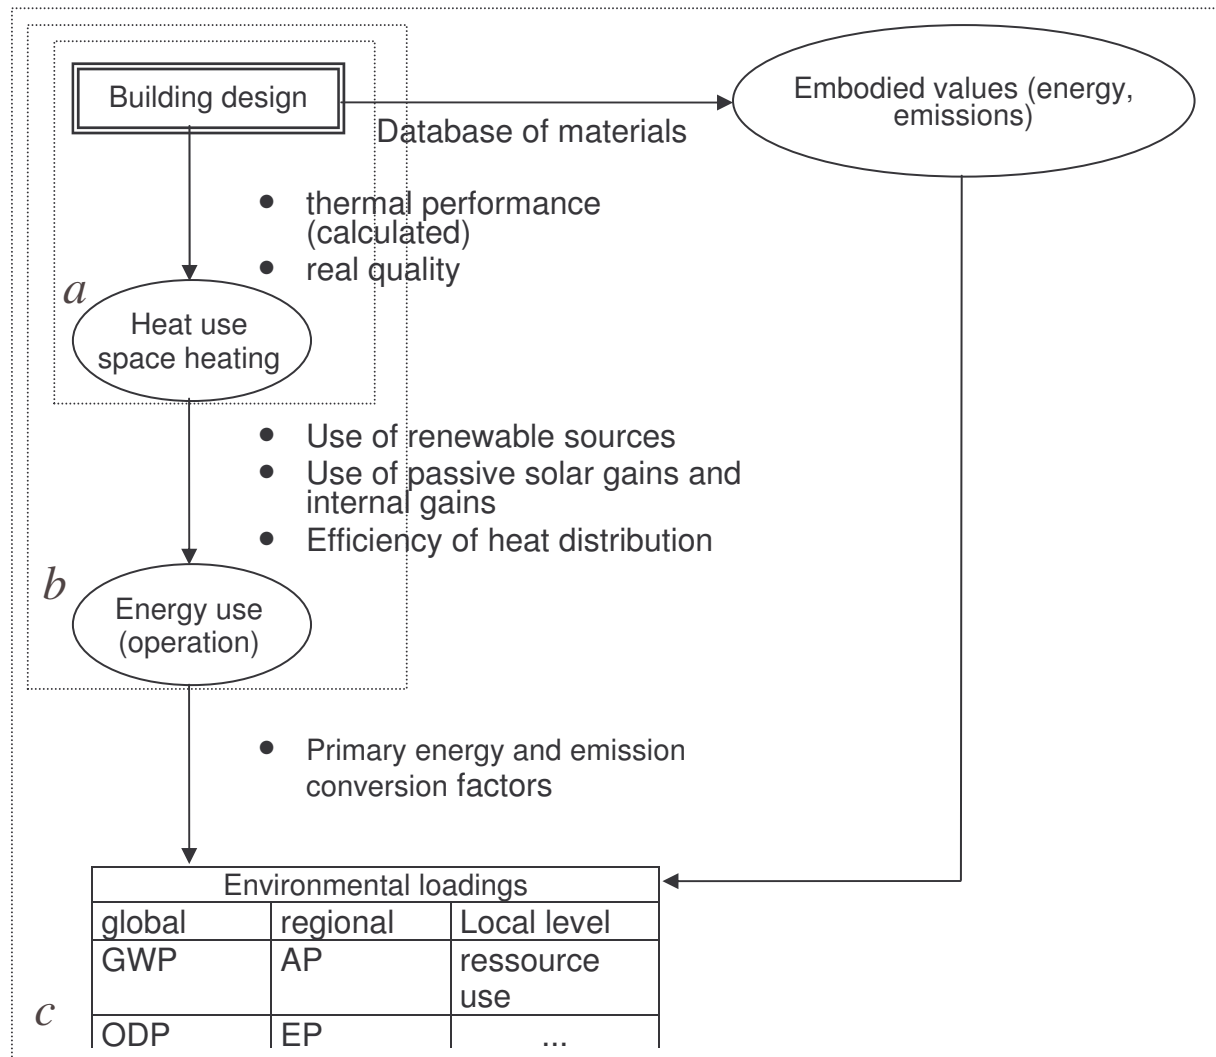 Building design
Embodied values (energy,
emissions)
Database of materials
• thermal performance
(calculated)
• real quality
a
Heat use
space heating
• Use of renewable sources
• Use of passive solar gains and
internal gains
• Efficiency of heat distribution
b
Energy use
(operation)
• Primary energy and emission
conversion factors
Environmental loadings
global regional Local level
GWP AP ressource
use
c
ODP EP ...